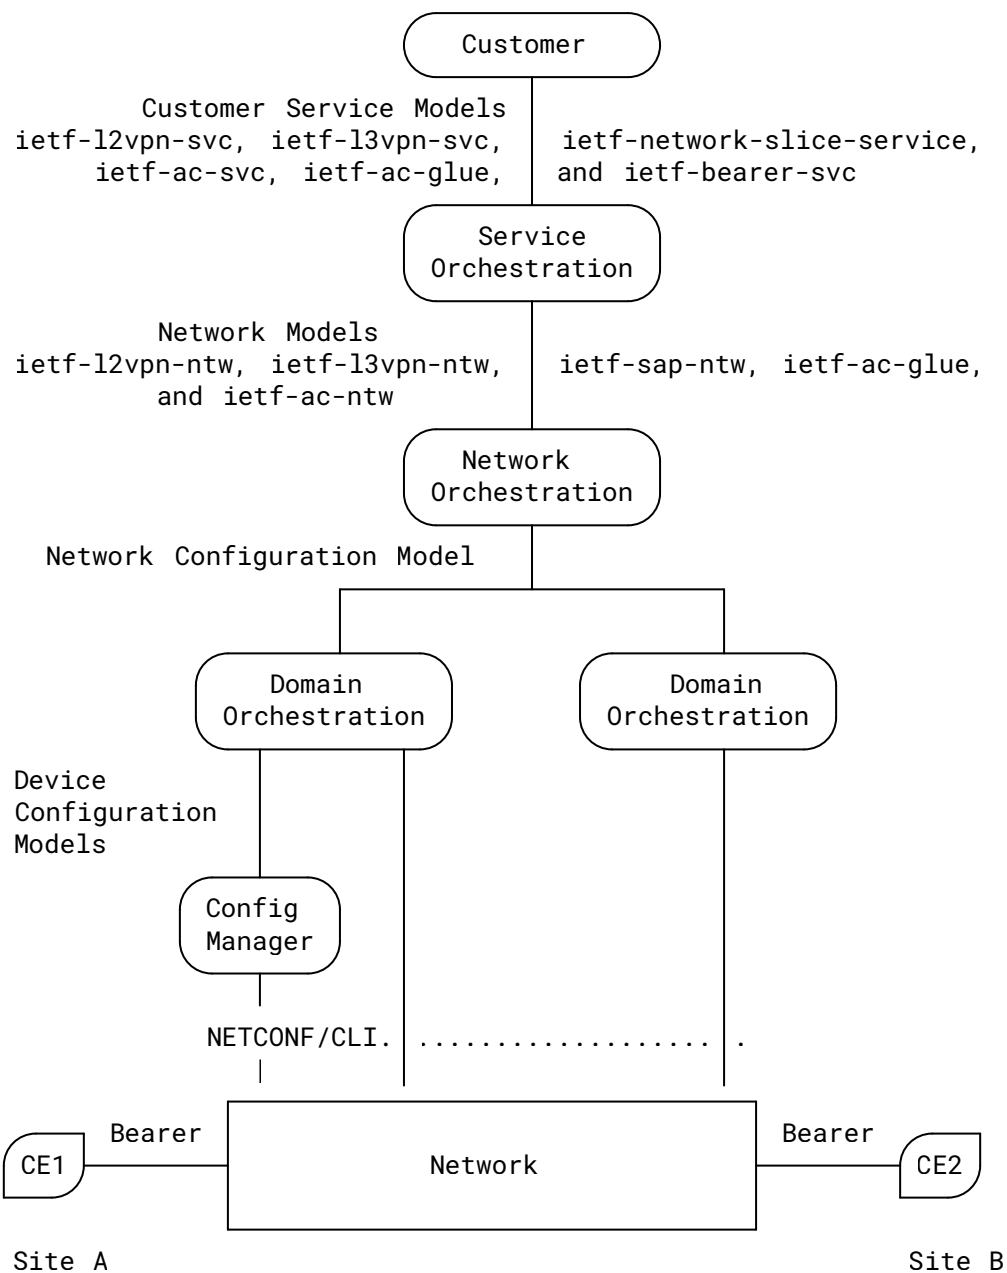 Customer
Customer Service Models
ietf-l2vpn-svc, ietf-l3vpn-svc, ietf-network-slice-service,
ietf-ac-svc, ietf-ac-glue, and ietf-bearer-svc
Service
Orchestration
Network Models
ietf-l2vpn-ntw, ietf-l3vpn-ntw, ietf-sap-ntw, ietf-ac-glue,
and ietf-ac-ntw
Network
Orchestration
Network Configuration Model
Domain
Orchestration
Domain
Orchestration
Device
Configuration
Models
Config
Manager
NETCONF/CLI. .................... .
Bearer
Bearer
CE1
Network
CE2
Site A
Site B